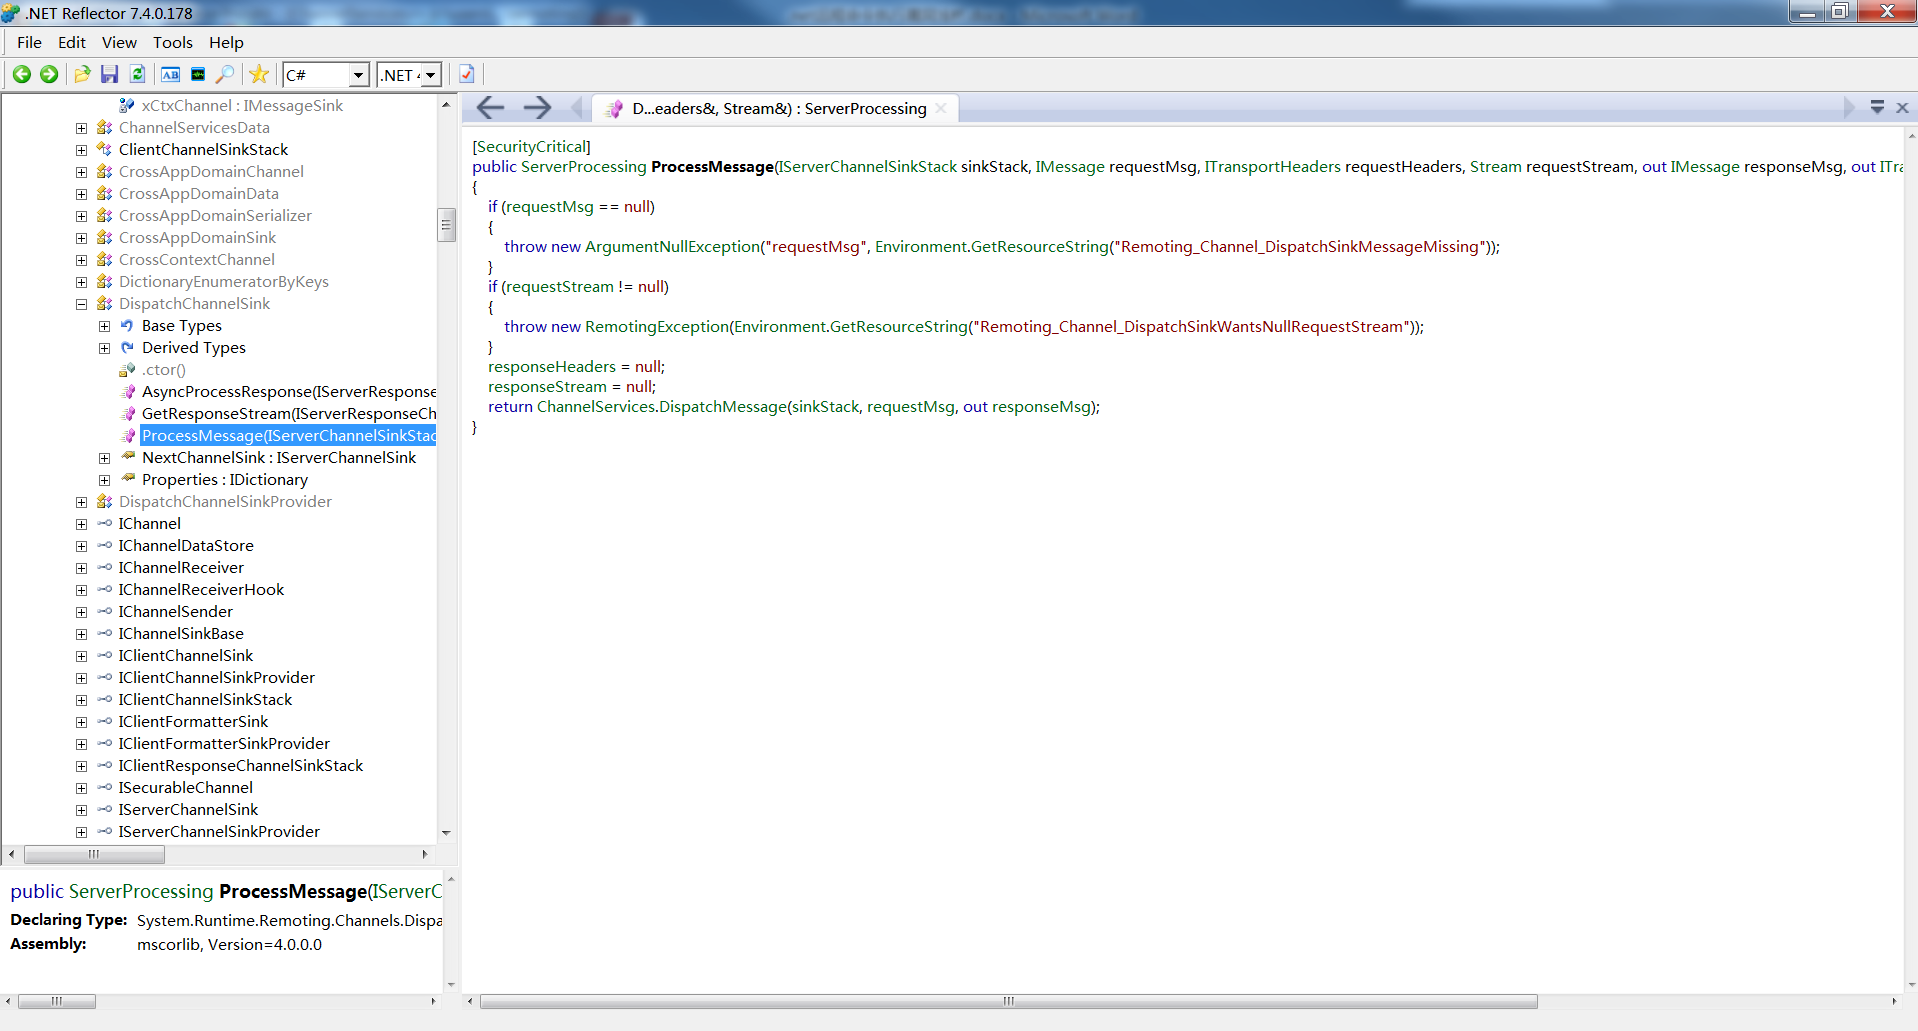 .NET Reflector 7.4.0.178
File Edit View Tools Help
C# .NET 4
xCtxChannel : IMessageSink
ChannelServicesData
ClientChannelSinkStack
CrossAppDomainChannel
CrossAppDomainData
CrossAppDomainSerializer
CrossAppDomainSink
CrossContextChannel
DictionaryEnumeratorByKeys
DispatchChannelSink
Base Types
Derived Types
.ctor()
AsyncProcessResponse(IServerResponse
GetResponseStream(IServerResponseCh
ProcessMessage(IServerChannelSinkStac
NextChannelSink : IServerChannelSink
Properties : IDictionary
DispatchChannelSinkProvider
IChannel
IChannelDataStore
IChannelReceiver
IChannelReceiverHook
IChannelSender
IChannelSinkBase
IClientChannelSink
IClientChannelSinkProvider
IClientChannelSinkStack
IClientFormatterSink
IClientFormatterSinkProvider
IClientResponseChannelSinkStack
ISecurableChannel
IServerChannelSink
IServerChannelSinkProvider
public ServerProcessing ProcessMessage(IServerC
Declaring Type: System.Runtime.Remoting.Channels.Dispa
Assembly: mscorlib, Version=4.0.0.0
D...eaders&, Stream&) : ServerProcessing
[SecurityCritical]
public ServerProcessing ProcessMessage(IServerChannelSinkStack sinkStack, IMessage requestMsg, ITransportHeaders requestHeaders, Stream requestStream, out IMessage responseMsg, out ITra
{
if (requestMsg == null)
{
throw new ArgumentNullException("requestMsg", Environment.GetResourceString("Remoting_Channel_DispatchSinkMessageMissing"));
}
if (requestStream != null)
{
throw new RemotingException(Environment.GetResourceString("Remoting_Channel_DispatchSinkWantsNullRequestStream"));
}
responseHeaders = null;
responseStream = null;
return ChannelServices.DispatchMessage(sinkStack, requestMsg, out responseMsg);
}